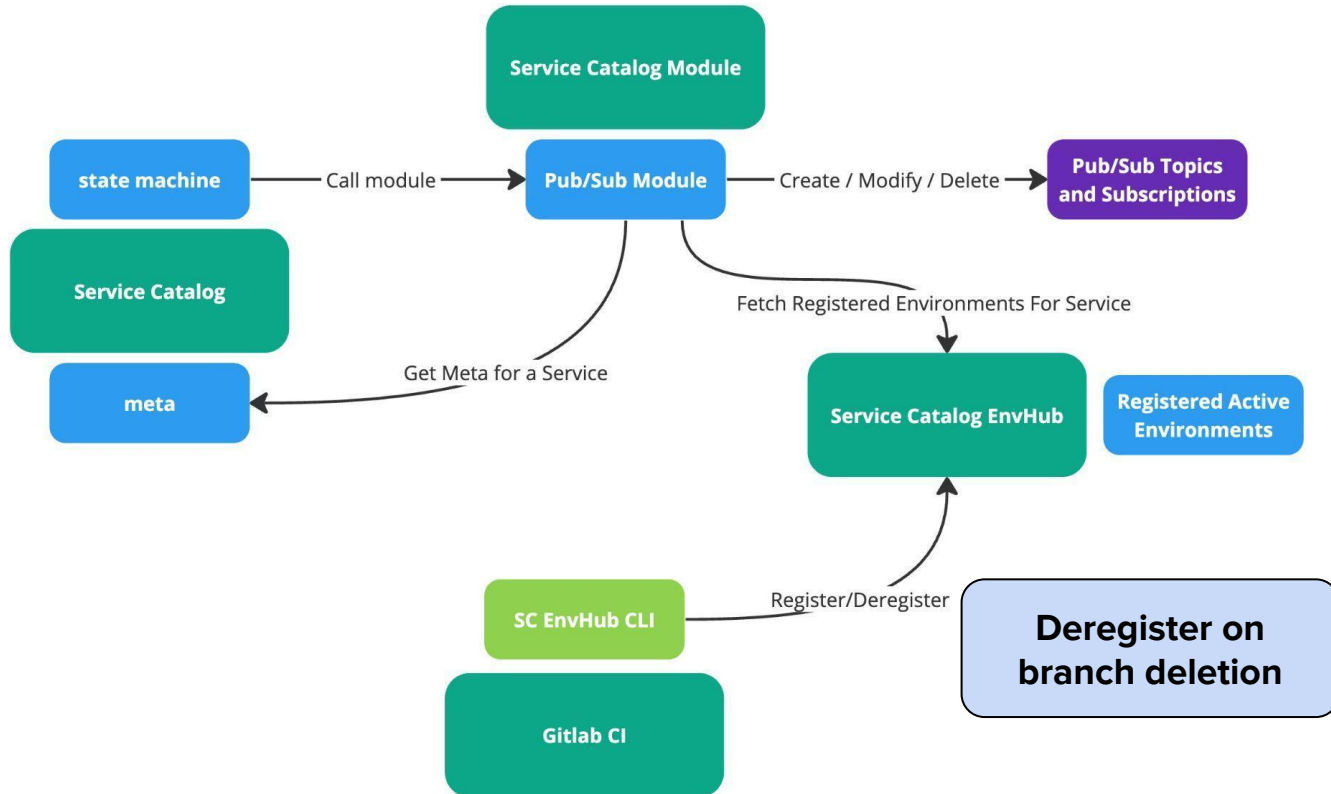 Service Catalog Module
state machine
Call module
Pub/Sub Module
Create / Modify / Delete
Pub/Sub Topics
and Subscriptions
Service Catalog
Fetch Registered Environments For Service
Get Meta for a Service
meta
Service Catalog EnvHub
Registered Active
Environments
SC EnvHub CLI
Register/Deregister
Deregister on
branch deletion
Gitlab CI